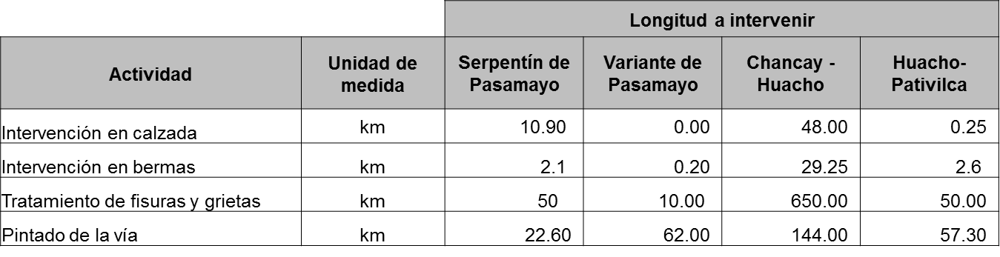 Longitud a intervenir
Actividad
Unidad de
medida
Serpentín de
Pasamayo
Variante de
Pasamayo
Chancay -
Huacho
Huacho-
Pativilca
Intervención en calzada km 10.90 0.00 48.00 0.25
Intervención en bermas km 2.1 0.20 29.25 2.6
Tratamiento de fisuras y grietas km 50 10.00 650.00 50.00
Pintado de la vía km 22.60 62.00 144.00 57.30